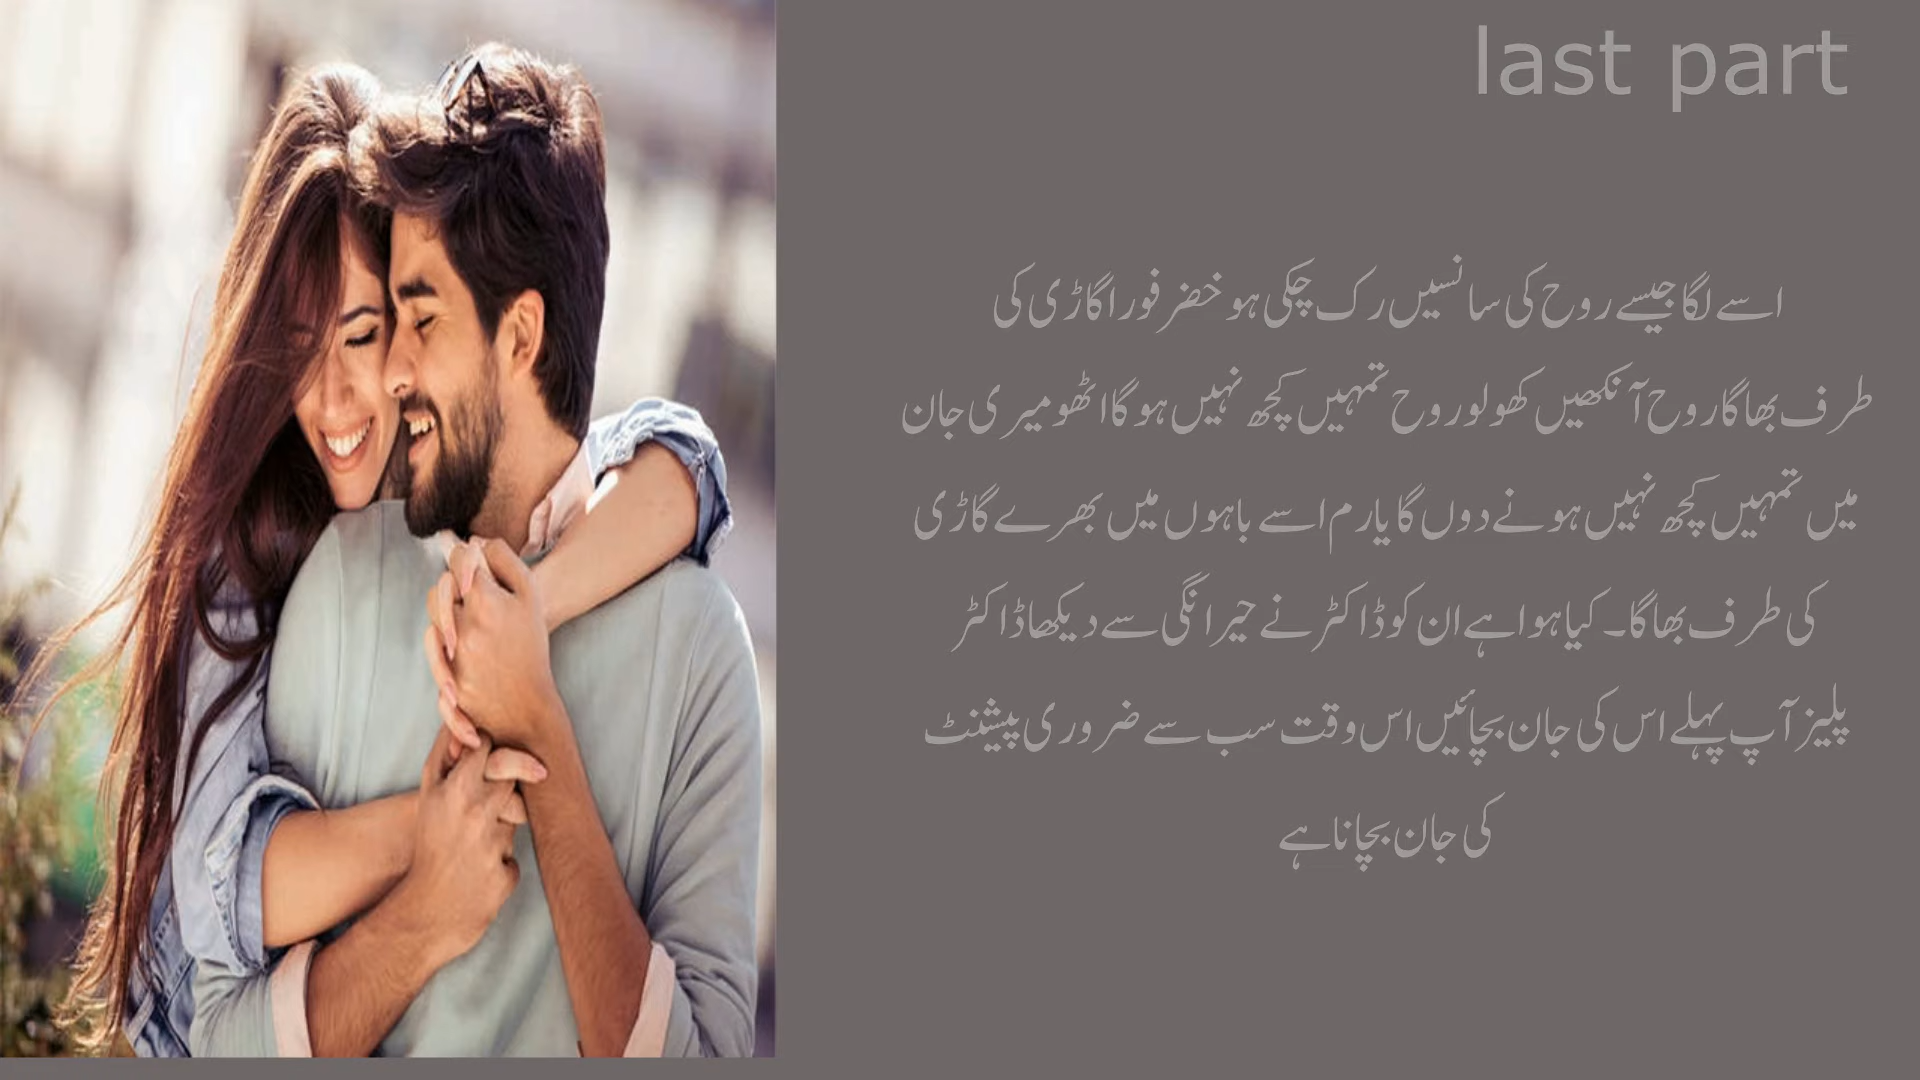 last part
اسے لگا جیسے روح کی سانسیں رک چکی ہو خضر فورا گاڑی کی
طرف بھاگا روح آنکھیں کھولو روح تمہیں کچھ نہیں ہو گا اٹھو میری جان
میں تمہیں کچھ نہیں ہونے دوں گا یارم اسے باہوں میں بھرے گاڑی
کی طرف بھاگا۔ کیا ہوا ہے ان کو ڈاکٹر نے حیرانگی سے دیکھا ڈاکٹر
پلیز آپ پہلے اس کی جان بچائیں اس وقت سب سے ضروری پیشنٹ
کی جان بچانا ہے